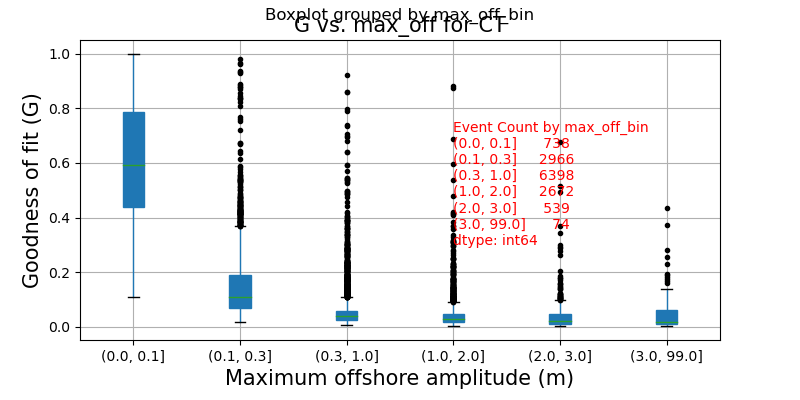 Boxplot grouped by max_off_bin
G vs. max_off for CT
Goodness of fit (G)
1.0
0.8
0.6
0.4
0.2
0.0
Event Count by max_off_bin
(0.0, 0.1] 738
(0.1, 0.3] 2966
(0.3, 1.0] 6398
(1.0, 2.0] 2672
(2.0, 3.0] 539
(3.0, 99.0] 74
dtype: int64
(0.0, 0.1] (0.1, 0.3] (0.3, 1.0] (1.0, 2.0] (2.0, 3.0] (3.0, 99.0]
Maximum offshore amplitude (m)